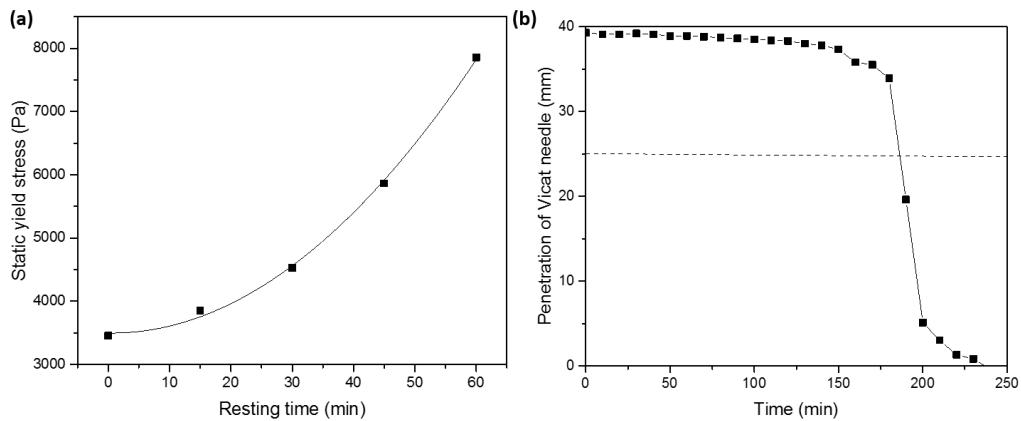 (a)
Static yield stress (Pa)
8000
7000
6000
5000
4000
3000
0 10 20 30 40 50 60
Resting time (min)
(b)
Penetration of Vicat needle (mm)
40
30
20
10
0
0 50 100 150 200 250
Time (min)